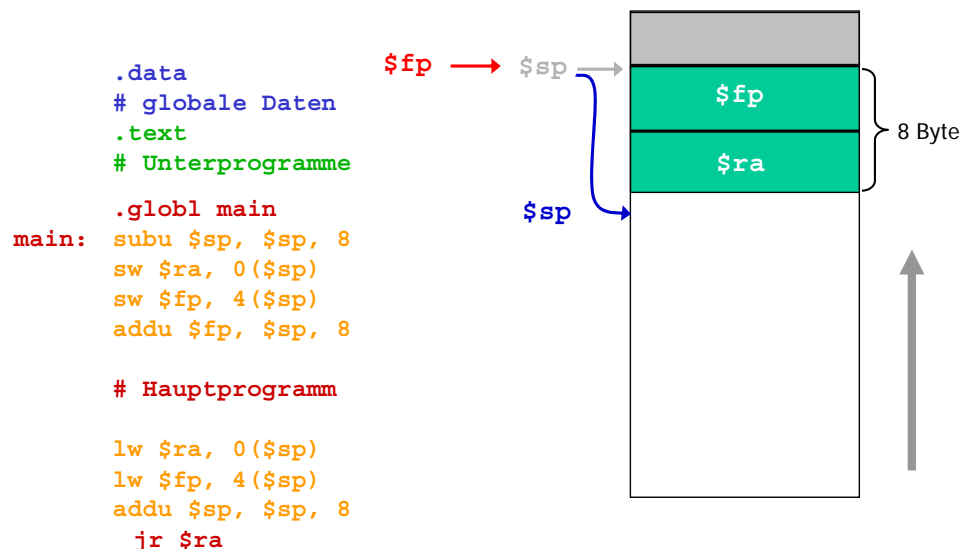 .data
# globale Daten
.text
# Unterprogramme
.globl main
main: subu $sp, $sp, 8
sw $ra, 0($sp)
sw $fp, 4($sp)
addu $fp, $sp, 8
# Hauptprogramm
lw $ra, 0($sp)
lw $fp, 4($sp)
addu $sp, $sp, 8
jr $ra
$fp $sp
$sp
$fp
$ra
8 Byte